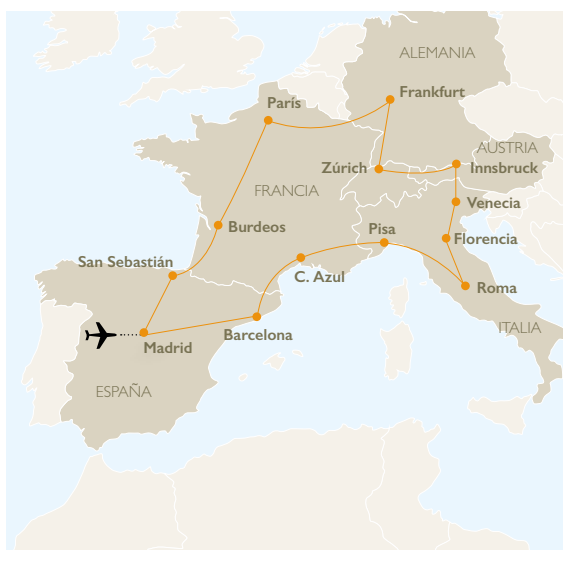 ALEMANIA
Frankfurt
París
AUSTRIA
Zúrich
Innsbruck
FRANCIA
Venecia
Burdeos
Pisa
Florencia
San Sebastián
C. Azul
Roma
Barcelona
ITALIA
Madrid
ESPAÑA